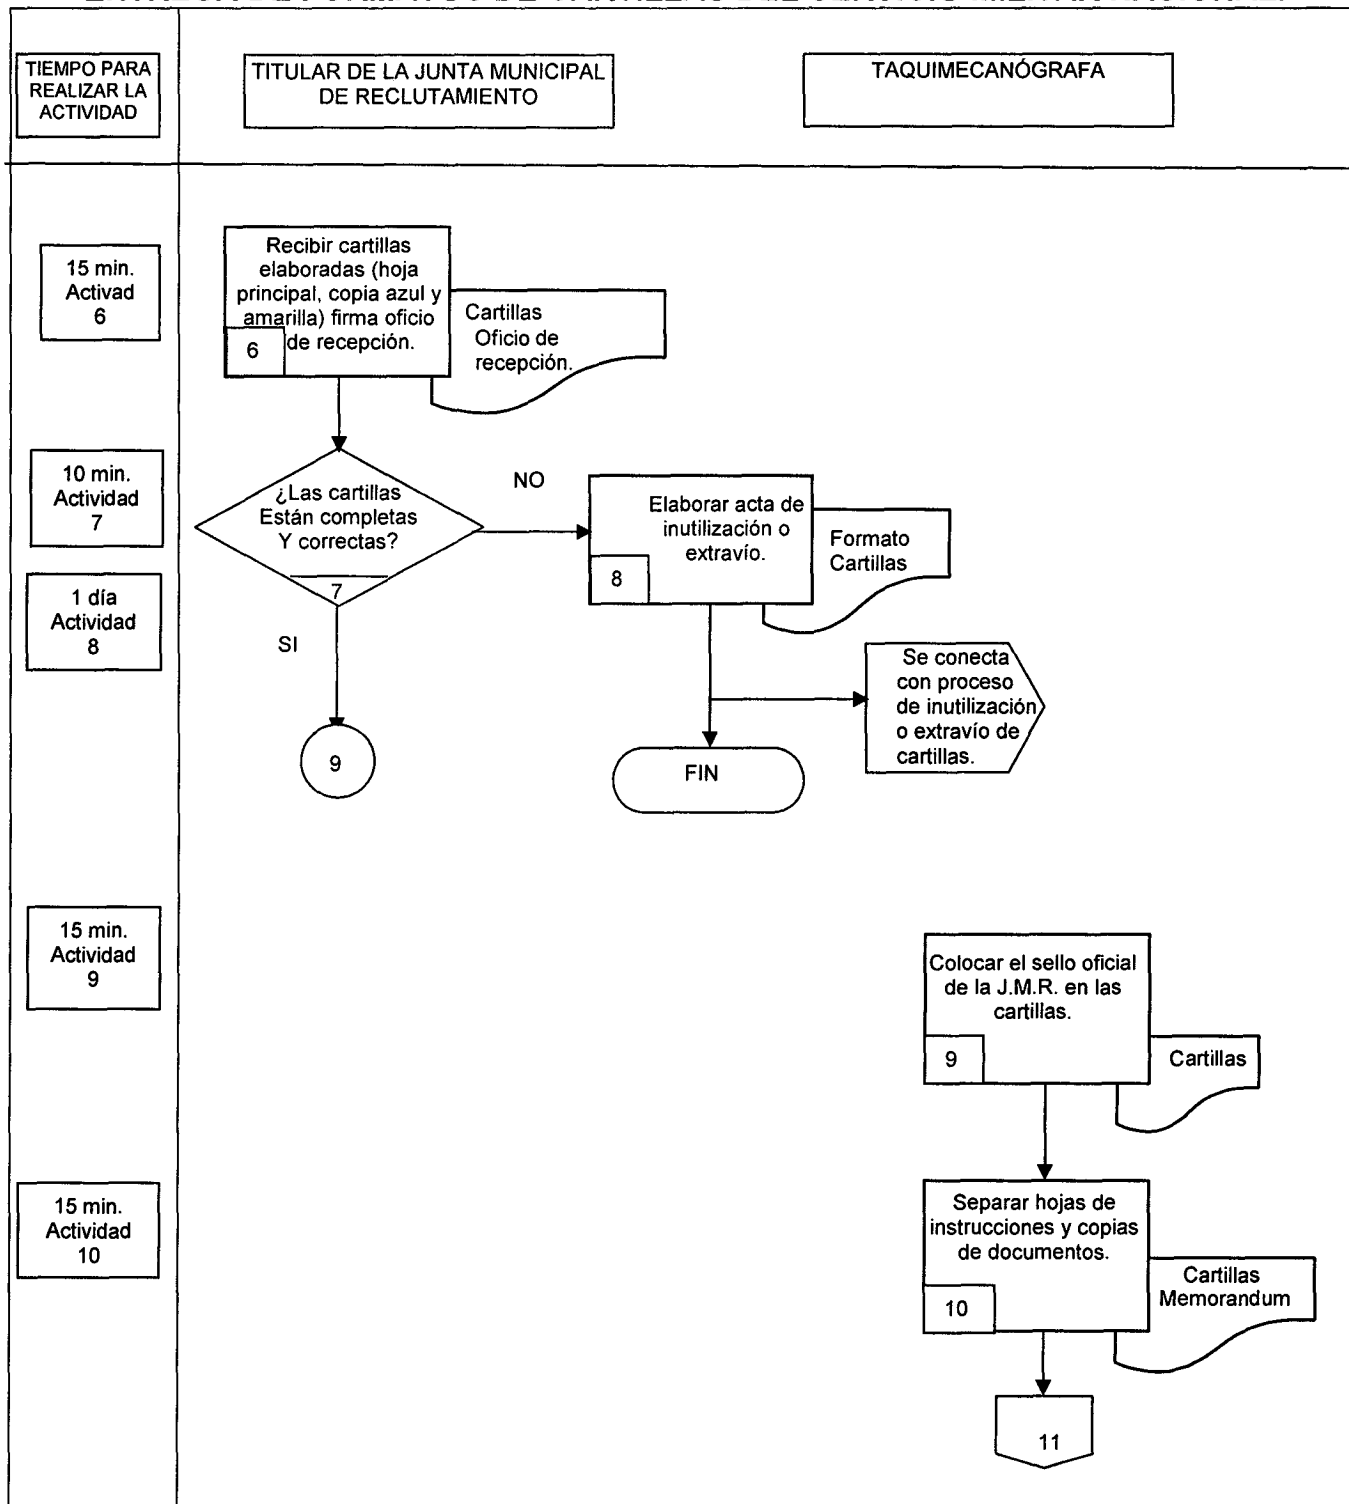 TIEMPO PARA
REALIZAR LA
ACTIVIDAD
TITULAR DE LA JUNTA MUNICIPAL
DE RECLUTAMIENTO
TAQUIMECANÓGRAFA
15 min.
Activad
6
Recibir cartillas
elaboradas (hoja
principal, copia azul y
amarilla) firma oficio
de recepción.
6
Cartillas
Oficio de
recepción.
10 min.
Actividad
7
¿Las cartillas
Están completas
Y correctas?
7
NO
Elaborar acta de
inutilización o
extravío.
8
Formato
Cartillas
1 día
Actividad
8
SI
Se conecta
con proceso
de inutilización
o extravío de
cartillas.
9
FIN
15 min.
Actividad
9
Colocar el sello oficial
de la J.M.R. en las
cartillas.
9
Cartillas
15 min.
Actividad
10
Separar hojas de
instrucciones y copias
de documentos.
10
Cartillas
Memorandum
11